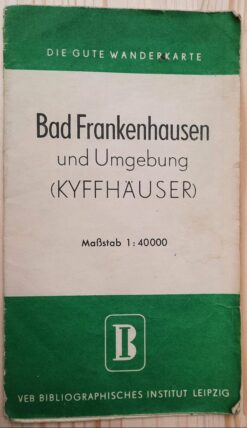 DIE GUTE WANDERKARTE
Bad Frankenhausen
und Umgebung
(KYFFHÄUSER)
Maßstab 1:40000
B
VEB BIBLIOGRAPHISCHES INSTITUT LEIPZIG